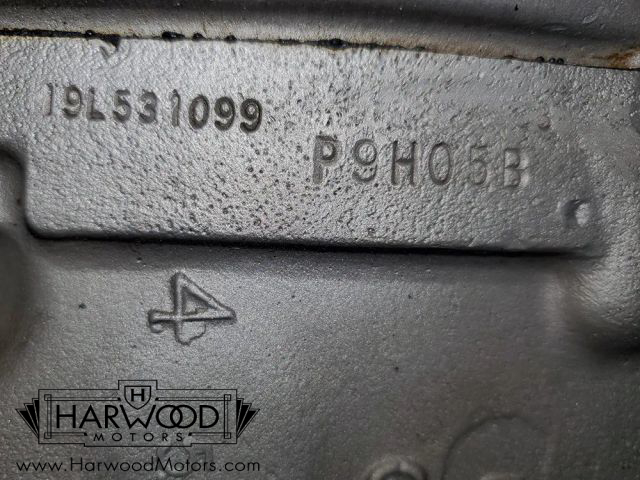 19L531099
P9H05B
4
H
HARWOOD
MOTORS
www.HarwoodMotors.com